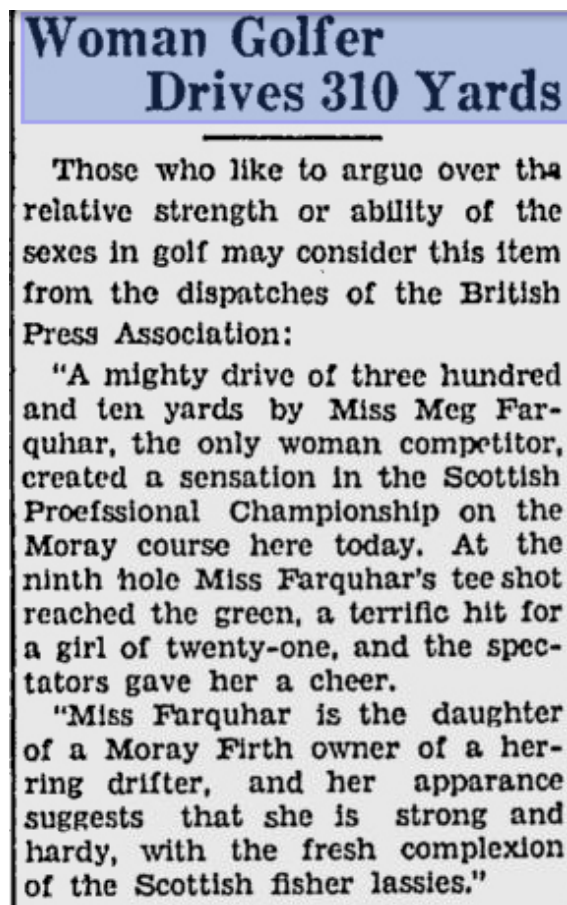 Woman Golfer
Drives 310 Yards
Those who like to argue over the
relative strength or ability of the
sexes in golf may consider this item
from the dispatches of the British
Press Association:
"A mighty drive of three hundred
and ten yards by Miss Meg Far-
quhar, the only woman competitor,
created a sensation in the Scottish
Proefssional Championship on the
Moray course here today. At the
ninth hole Miss Farquhar's tee shot
reached the green, a terrific hit for
a girl of twenty-one, and the spec-
tators gave her a cheer.
"Miss Farquhar is the daughter
of a Moray Firth owner of a her-
ring drifter, and her apparance
suggests that she is strong and
hardy, with the fresh complexion
of the Scottish fisher lassies."